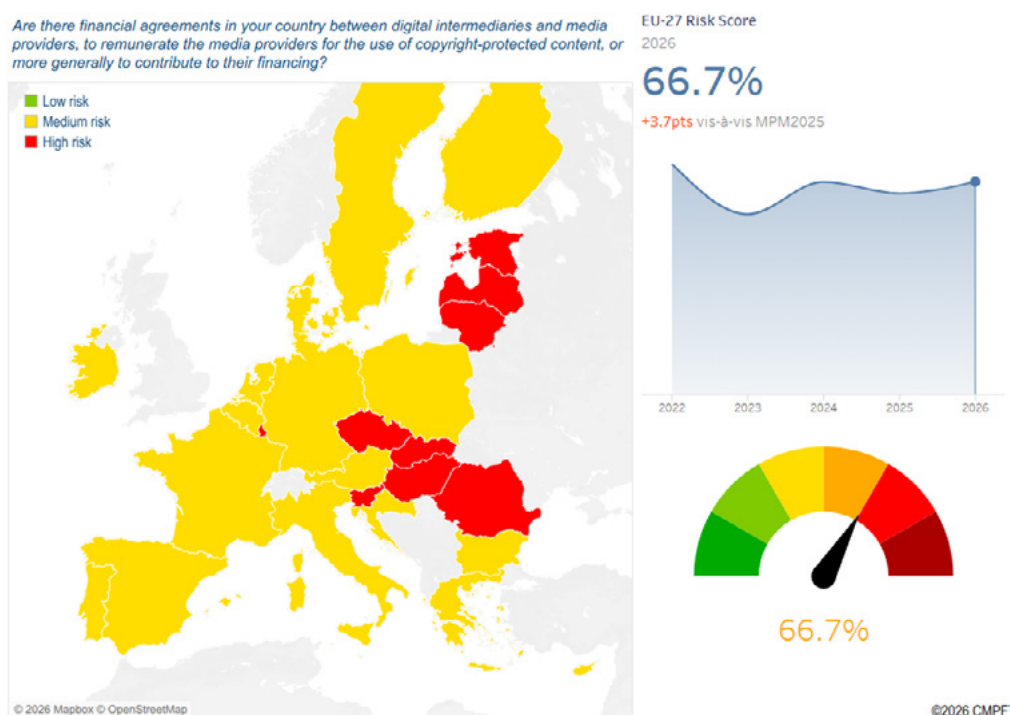 Are there financial agreements in your country between digital intermediaries and media
providers, to remunerate the media providers for the use of copyright-protected content, or
more generally to contribute to their financing?
Low risk
Medium risk
High risk
© 2026 Mapbox © OpenStreetMap
EU-27 Risk Score
2026
66.7%
+3.7pts vis-à-vis MPM2025
2022 2023 2024 2025 2026
66.7%
©2026 CMPF